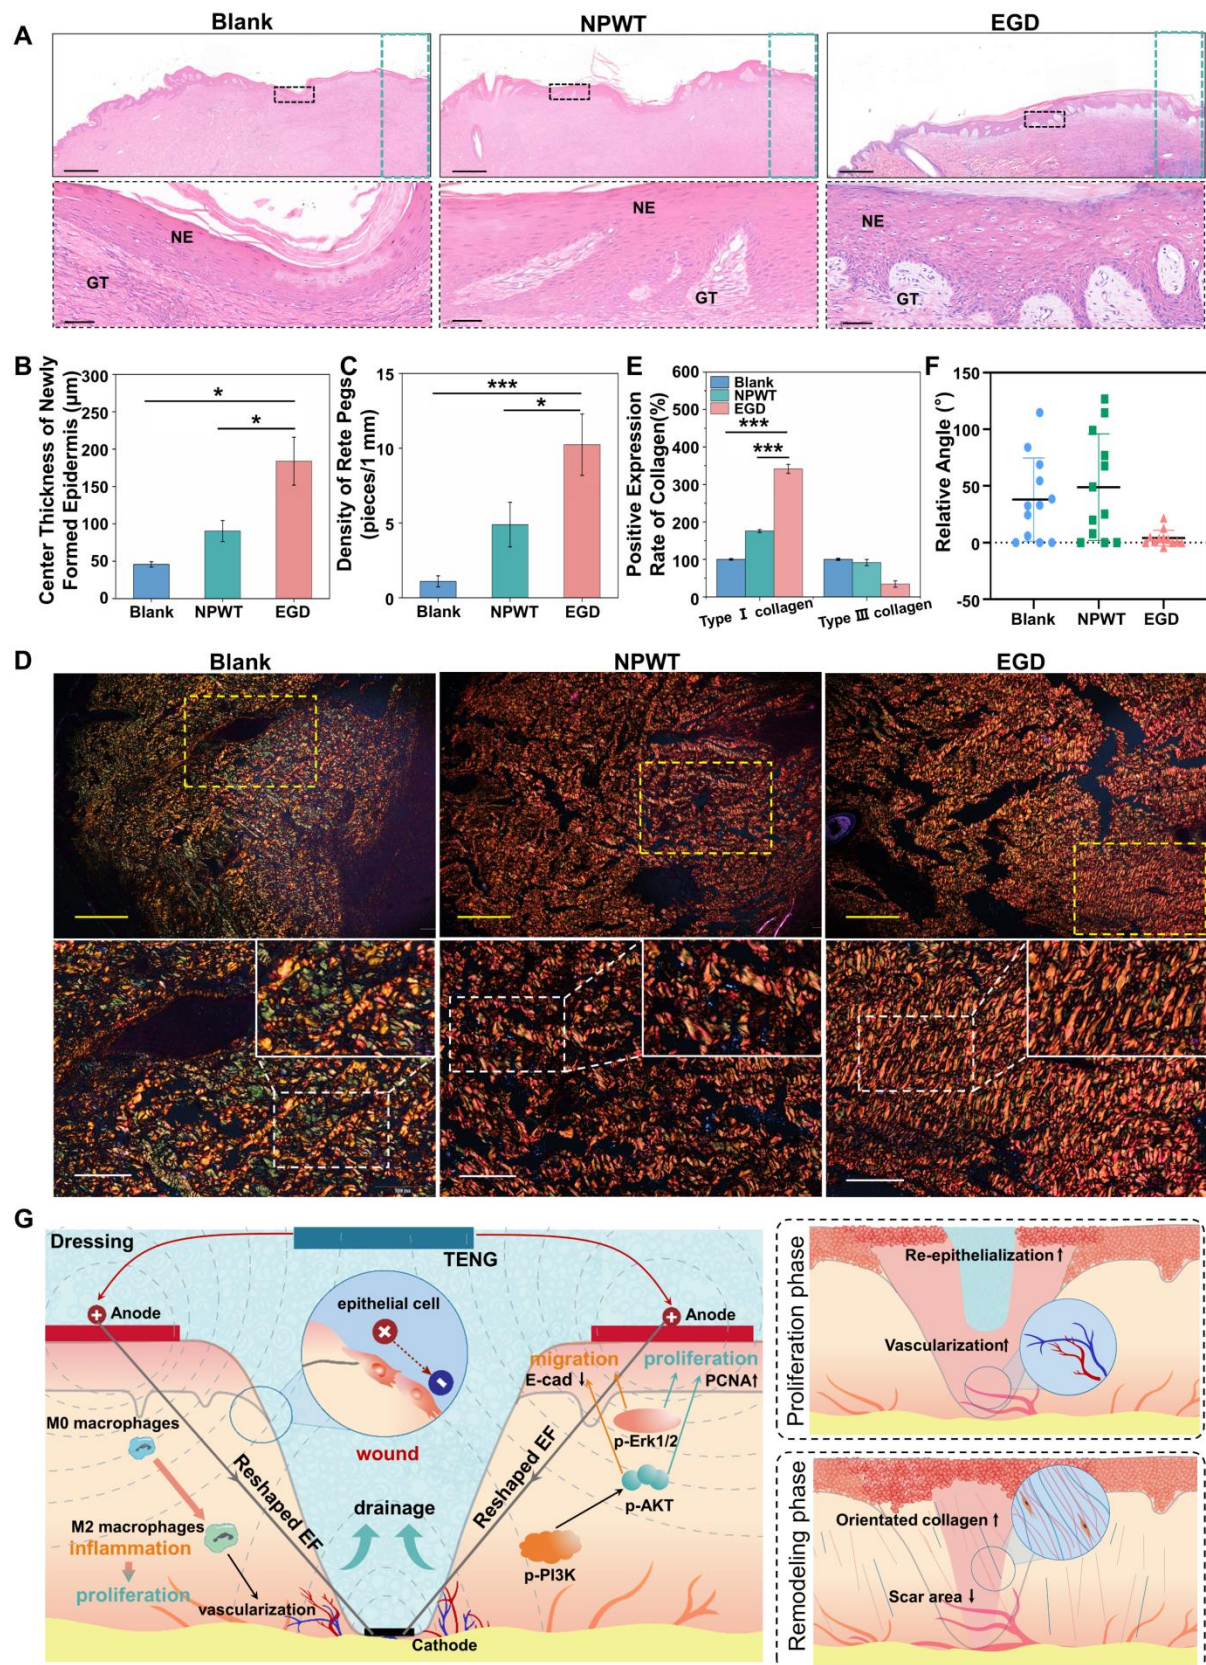 A
Blank
NPWT
EGD
NE
GT
NE
GT
NE
GT
B
Center Thickness of Newly
Formed Epidermis (μm)
300
250
200
150
100
50
0
*
*
Blank
NPWT
EGD
C
Density of Rete Pegs
(pieces/1 mm)
15
10
5
0
***
*
Blank
NPWT
EGD
E
Positive Expression
Rate of Collagen(%)
600
500
400
300
200
100
0
Blank
NPWT
EGD
***
***
Type Ⅰ collagen
Type Ⅲ collagen
F
Relative Angle (°)
150
100
50
0
-50
Blank
NPWT
EGD
D
Blank
NPWT
EGD
G
Dressing
TENG
Anode
Anode
epithelial cell
migration
proliferation
E-cad ↓
PCNA↑
M0 macrophages
p-Erk1/2
wound
Reshaped EF
Reshaped EF
drainage
p-AKT
M2 macrophages
inflammation
p-PI3K
proliferation
vascularization
Cathode
Proliferation phase
Re-epithelialization ↑
Vascularization↑
Remodeling phase
Orientated collagen ↑
Scar area ↓